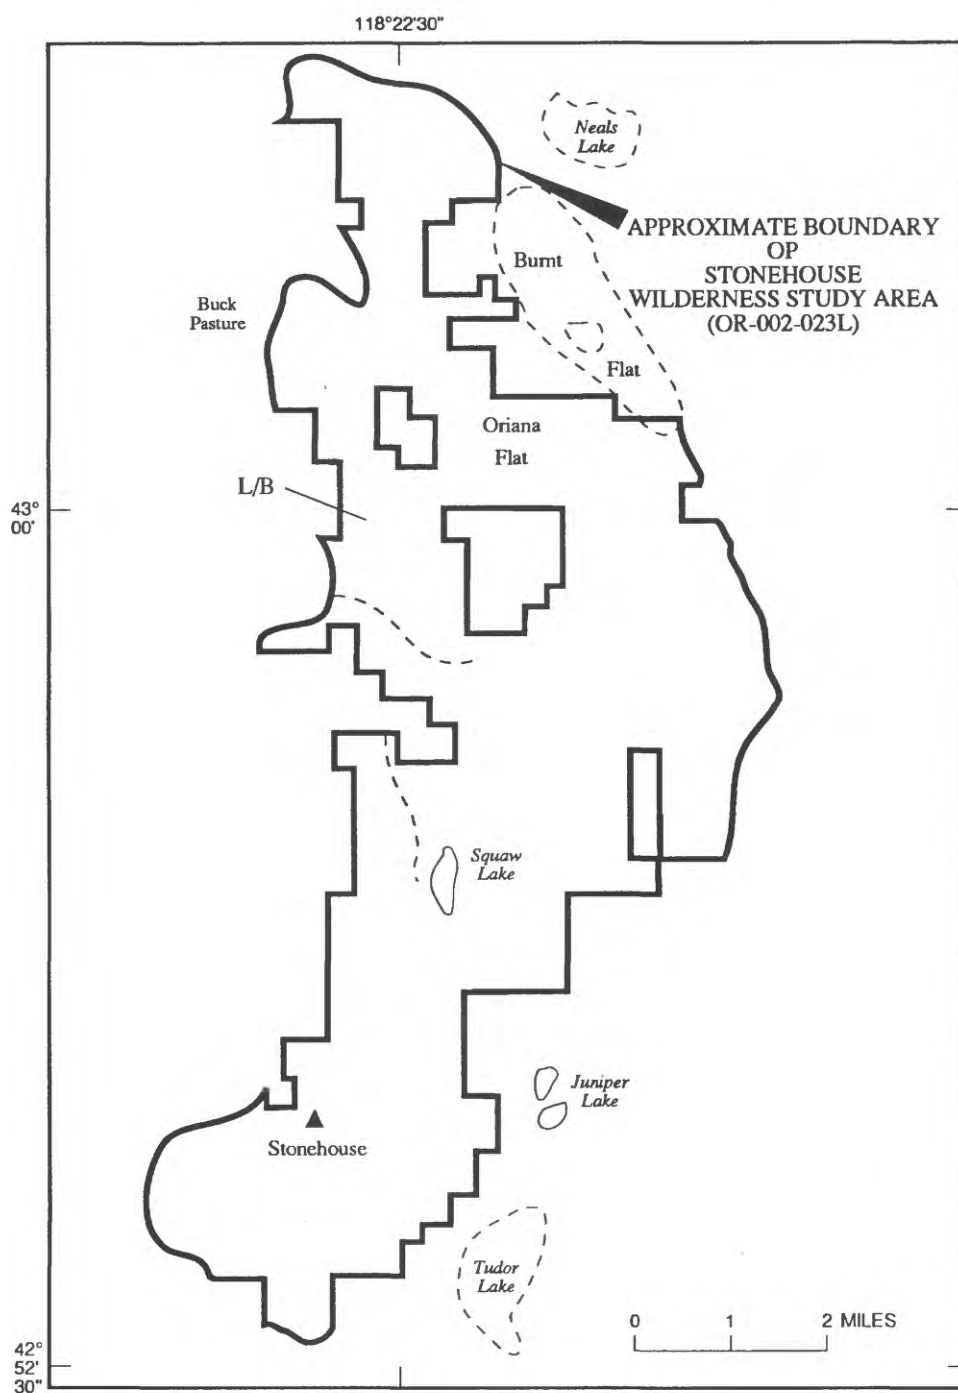 118°22'30"
Neals
Lake
APPROXIMATE BOUNDARY
OP
STONEHOUSE
WILDERNESS STUDY AREA
(OR-002-023L)
Burnt
Buck
Pasture
Flat
Oriana
Flat
L/B
43°
00'
Squaw
Lake
Juniper
Lake
Stonehouse
Tudor
Lake
0 1 2 MILES
42°
52'
30"